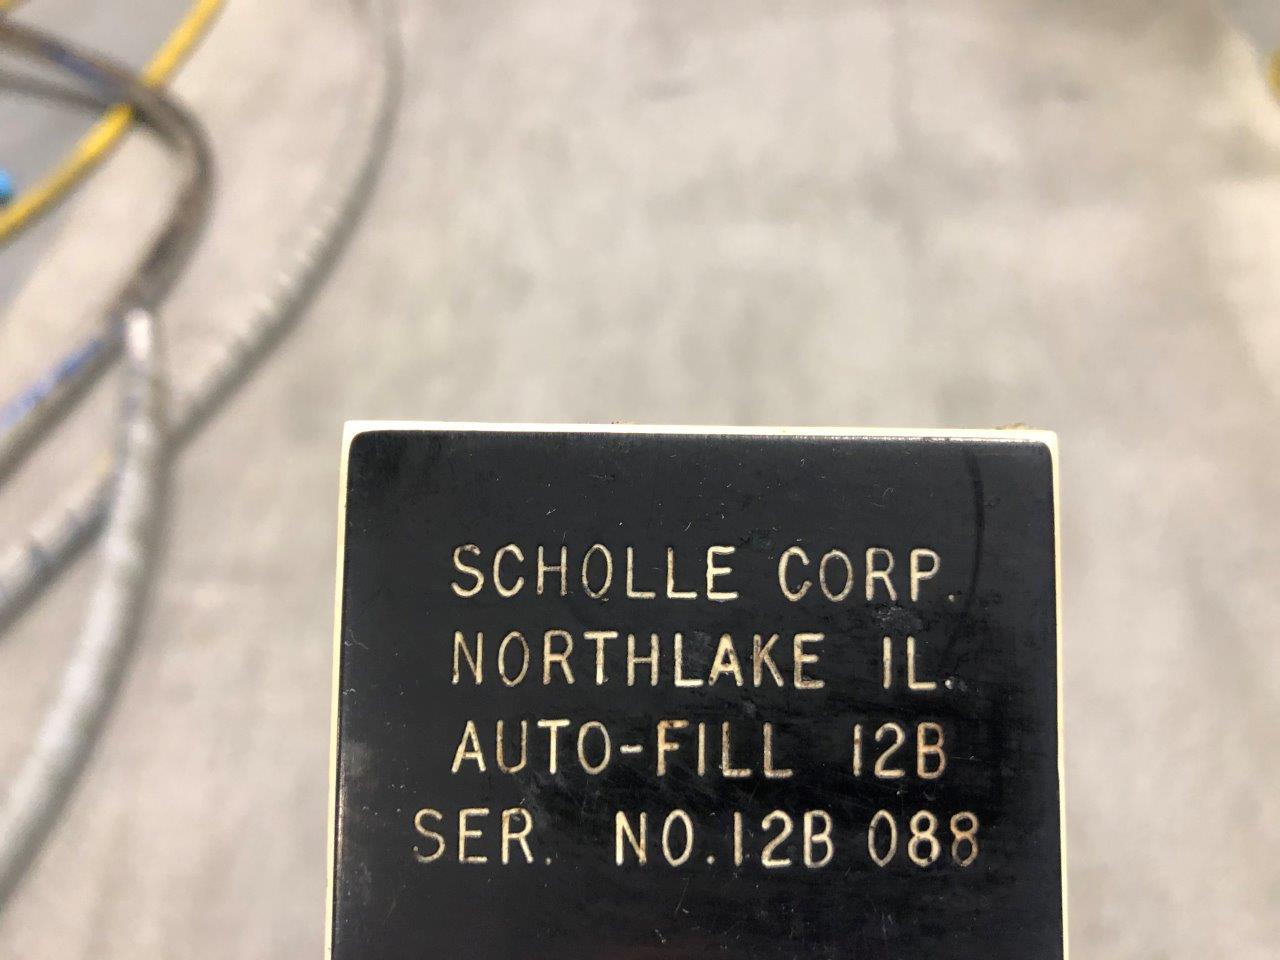 SCHOLLE CORP.
NORTHLAKE IL.
AUTO-FILL 12B
SER. NO.12B 088